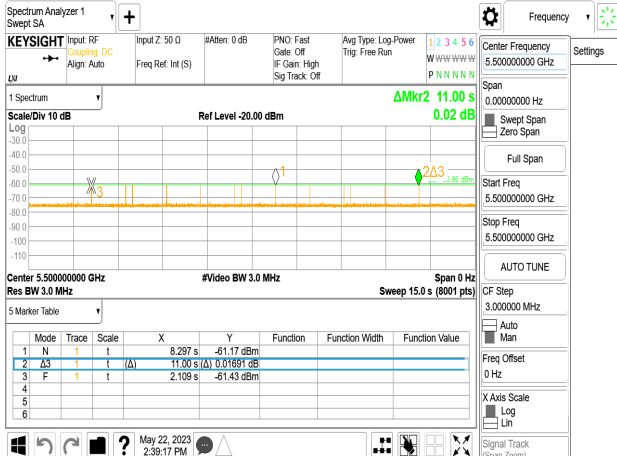 Spectrum Analyzer 1
Swept SA
Frequency
KEYSIGHT Input: RF Input Z: 50 Ω #Atten: 0 dB PNO: Fast Avg Type: Log-Power 1 2 3 4 5 6
Coupling: DC Gate: Off Trig: Free Run W W W W W W
Align: Auto Freq Ref: Int (S) IF Gain: High
Sig Track: Off P N N N N N
LXI
Center Frequency
5.500000000 GHz
Settings
Span
0.00000000 Hz
Swept Span
Zero Span
Full Span
Start Freq
5.500000000 GHz
Stop Freq
5.500000000 GHz
AUTO TUNE
CF Step
3.000000 MHz
Auto
Man
Freq Offset
0 Hz
X Axis Scale
Log
Lin
Signal Track
(Span Zoom)
1 Spectrum
ΔMkr2 11.00 s
Scale/Div 10 dB Ref Level -20.00 dBm 0.02 dB
Log
-30.0
-40.0
-50.0
-60.0
-70.0
-80.0
-90.0
-100
-110
1
2Δ3
3
Center 5.500000000 GHz #Video BW 3.0 MHz Span 0 Hz
Res BW 3.0 MHz Sweep 15.0 s (8001 pts)
5 Marker Table
Mode Trace Scale X Y Function Function Width Function Value
1 N 1 t 8.297 s -61.17 dBm
2 Δ3 1 t (Δ) 11.00 s (Δ) 0.01691 dB
3 F 1 t 2.109 s -61.43 dBm
4
5
6
? May 22, 2023
2:39:17 PM